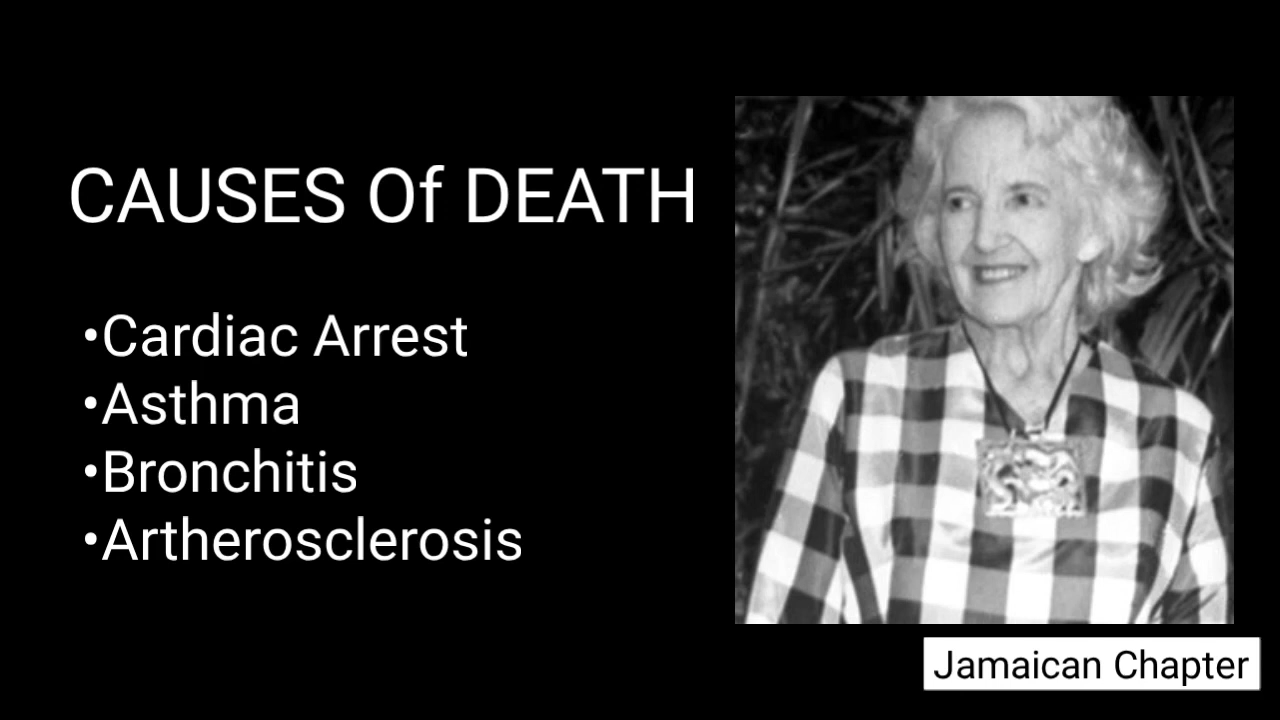 CAUSES Of DEATH
•Cardiac Arrest
•Asthma
•Bronchitis
•Artherosclerosis
Jamaican Chapter